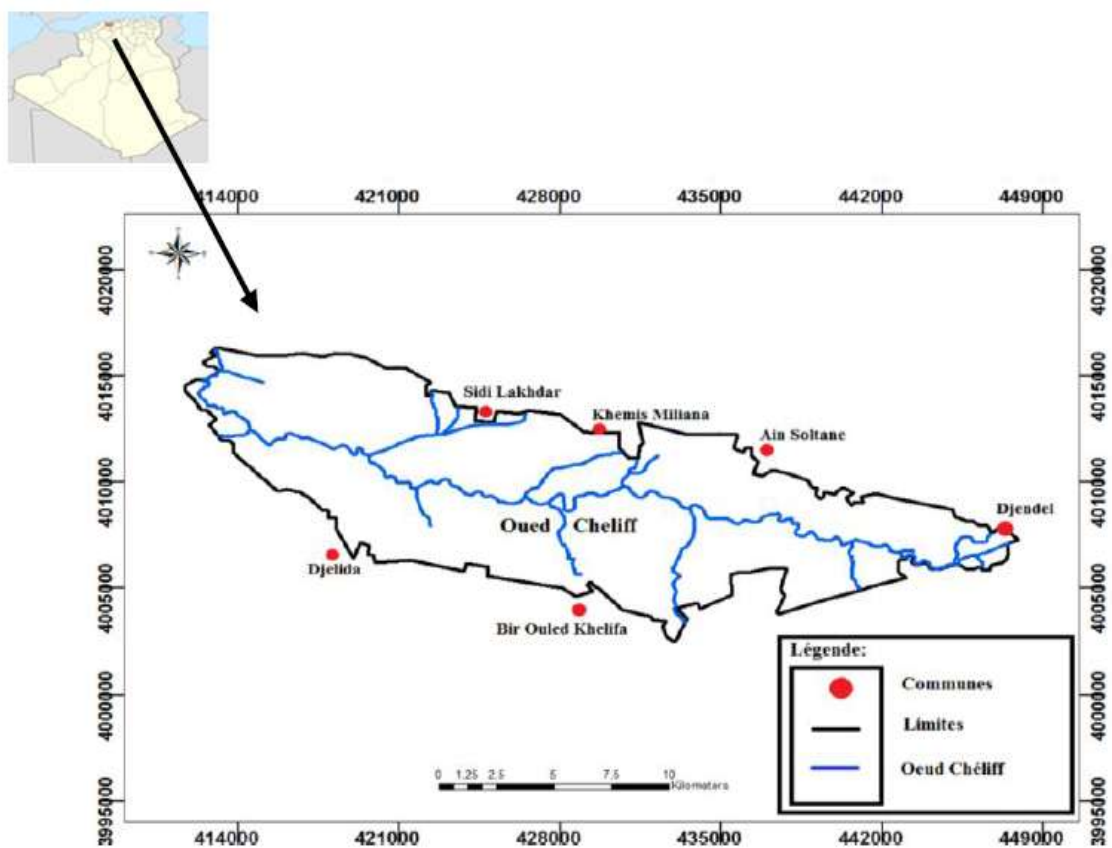 414000 421000 428000 435000 442000 449000
4020000 4020000
4015000 4015000
Sidi Lakhdar
Khemis Miliana
Ain Soltane
4010000 4010000
Djendel
Oued Cheliff
Djelida
4005000 4005000
Bir Ouled Khelifa
Légende:
Communes
Limites
Oeud Chéliff
4000000 4000000
0 1.25 2.5 5 7.5 10
Kilometers
3995000 3995000
414000 421000 428000 435000 442000 449000